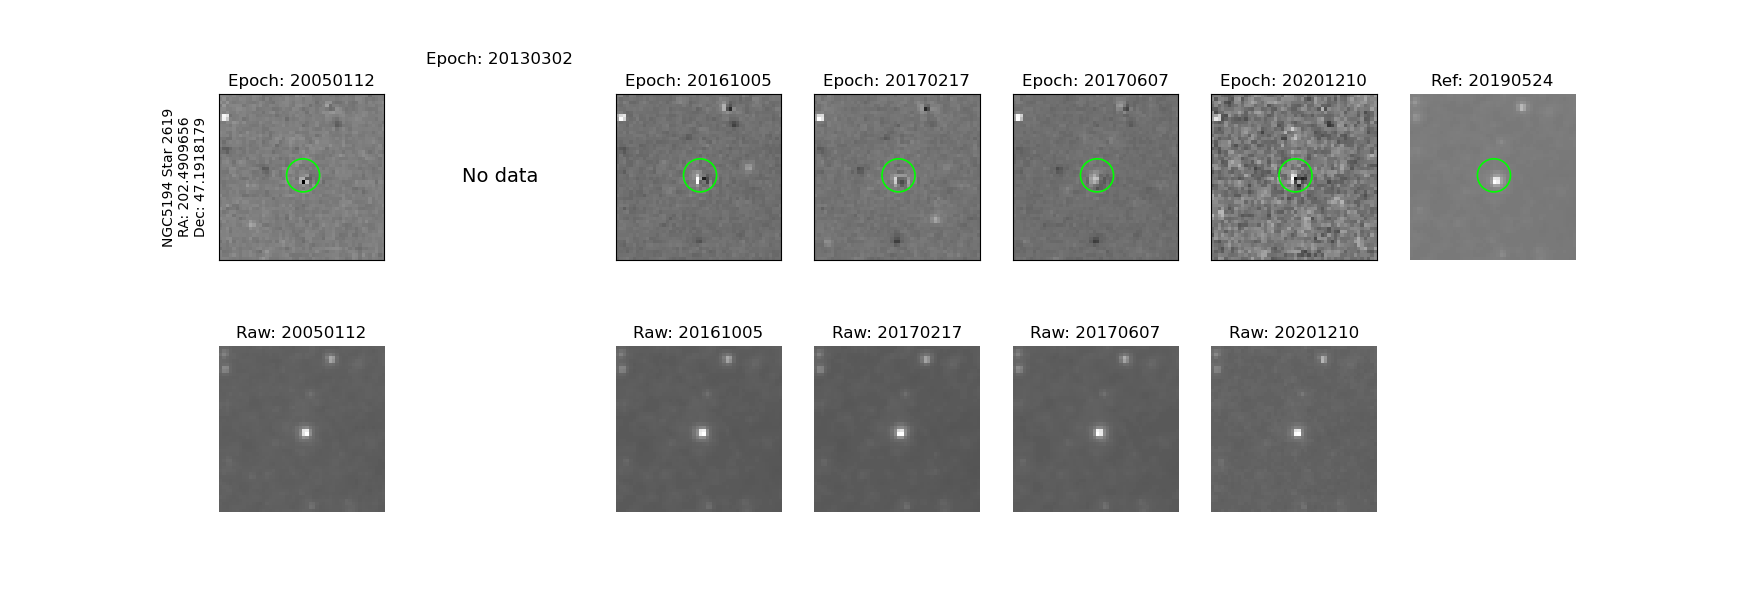 Epoch: 20130302
Epoch: 20050112
Epoch: 20161005
Epoch: 20170217
Epoch: 20170607
Epoch: 20201210
Ref: 20190524
NGC5194 Star 2619
RA: 202.4909656
Dec: 47.1918179
No data
Raw: 20050112
Raw: 20161005
Raw: 20170217
Raw: 20170607
Raw: 20201210